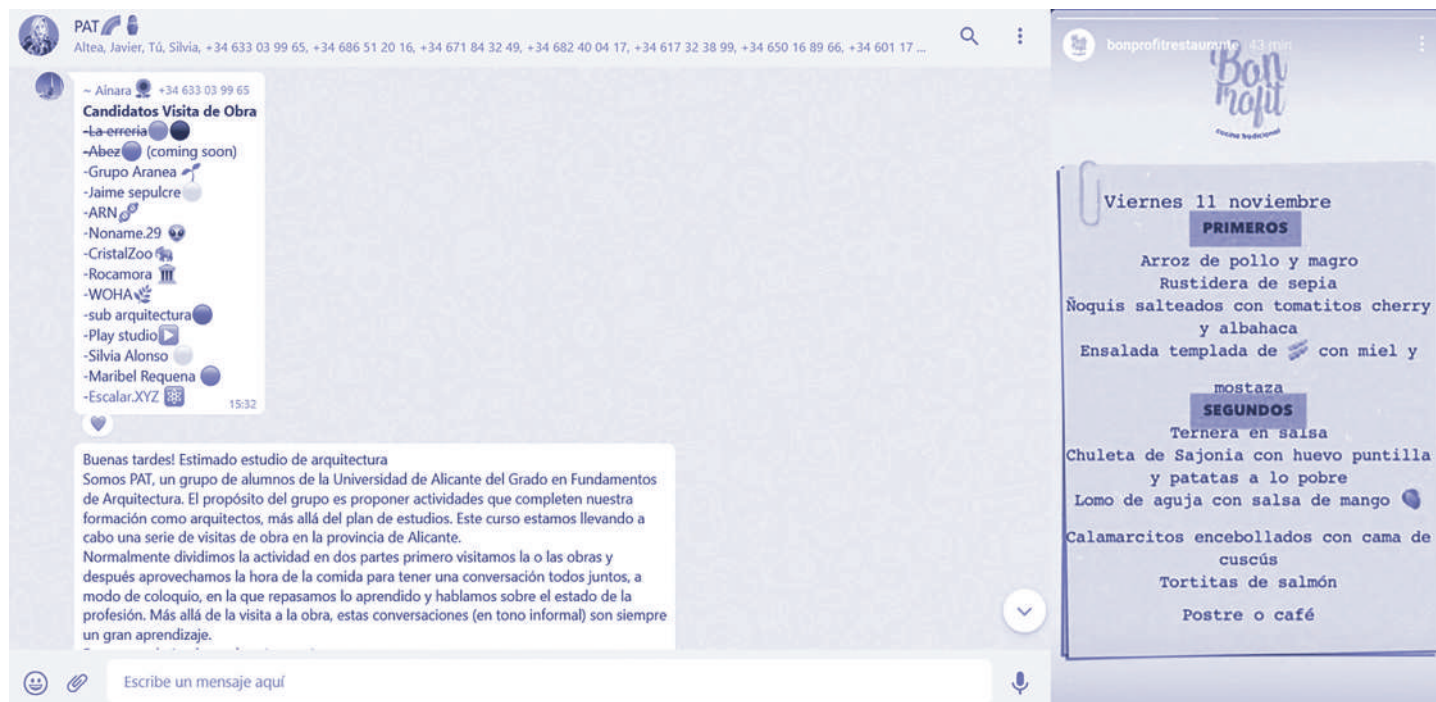 PAT
Altea, Javier, Tú, Silvia, +34 633 03 99 65, +34 686 51 20 16, +34 671 84 32 49, +34 682 40 04 17, +34 617 32 38 99, +34 650 16 89 66, +34 601 17 ...
~ Ainara +34 633 03 99 65
Candidatos Visita de Obra
-La erreria
-Abez (coming soon)
-Grupo Aranea
-Jaime sepulcre
-ARN
-Noname.29
-CristalZoo
-Rocamora
-WOHA
-sub arquitectura
-Play studio
-Silvia Alonso
-Maribel Requena
-Escalar.XYZ
15:32
Buenas tardes! Estimado estudio de arquitectura
Somos PAT, un grupo de alumnos de la Universidad de Alicante del Grado en Fundamentos
de Arquitectura. El propósito del grupo es proponer actividades que completen nuestra
formación como arquitectos, más allá del plan de estudios. Este curso estamos llevando a
cabo una serie de visitas de obra en la provincia de Alicante.
Normalmente dividimos la actividad en dos partes primero visitamos la o las obras y
después aprovechamos la hora de la comida para tener una conversación todos juntos, a
modo de coloquio, en la que repasamos lo aprendido y hablamos sobre el estado de la
profesión. Más allá de la visita a la obra, estas conversaciones (en tono informal) son siempre
un gran aprendizaje.
Escribe un mensaje aquí
bonprofitrestaurante 43 min
Bon
Profit
cocina tradicional
Viernes 11 noviembre
PRIMEROS
Arroz de pollo y magro
Rustidera de sepia
Ñoquis salteados con tomatitos cherry
y albahaca
Ensalada templada de con miel y
mostaza
SEGUNDOS
Ternera en salsa
Chuleta de Sajonia con huevo puntilla
y patatas a lo pobre
Lomo de aguja con salsa de mango
Calamarcitos encebollados con cama de
cuscús
Tortitas de salmón
Postre o café